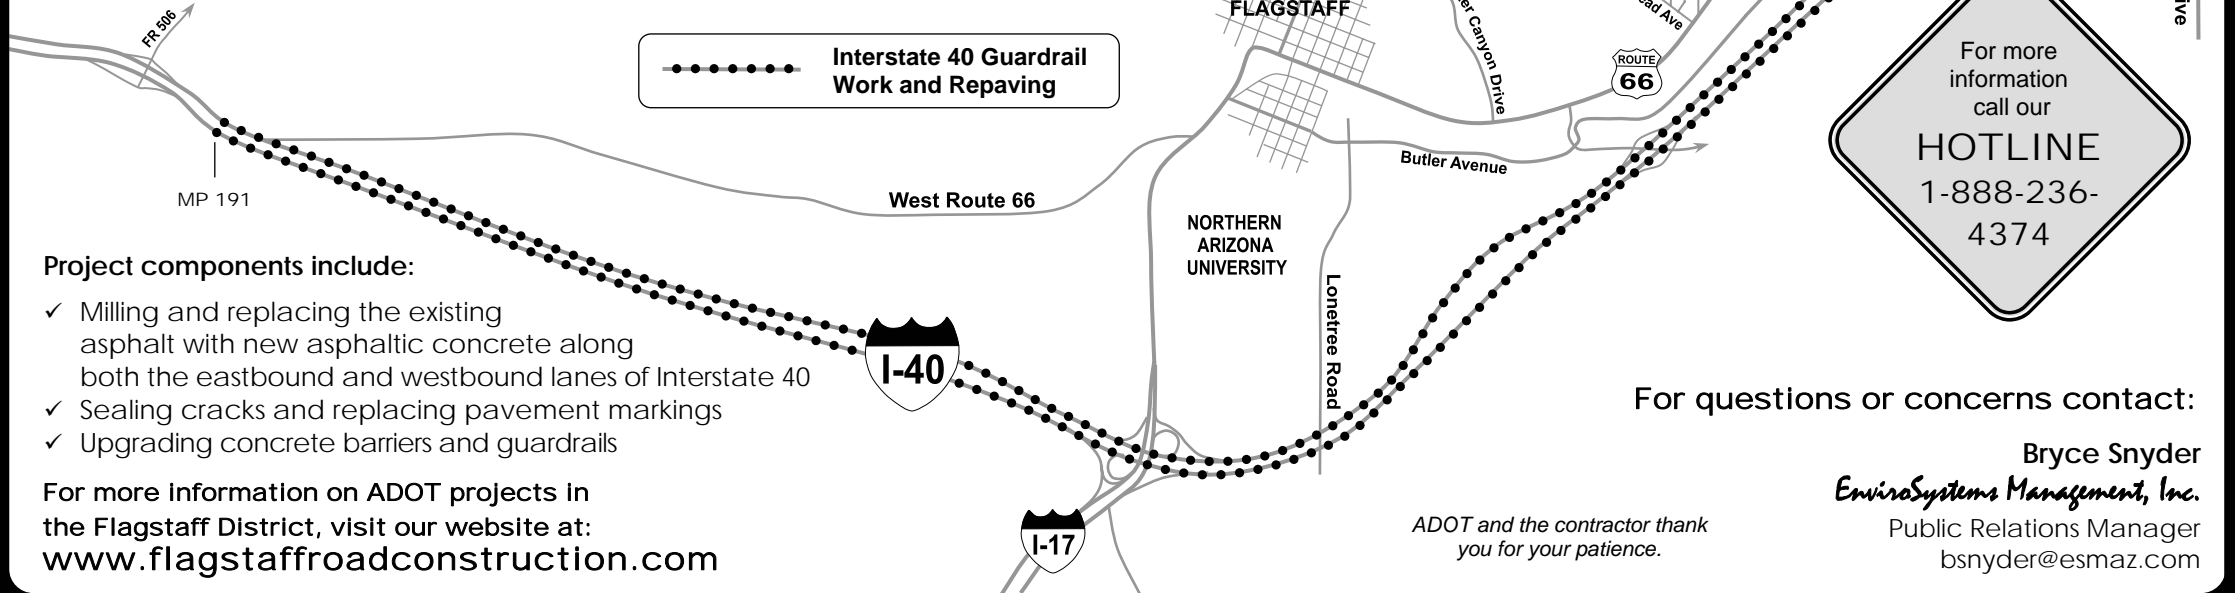 FR 506
Interstate 40 Guardrail
Work and Repaving
FLAGSTAFF
Canyon Drive
Ave
ROUTE
66
For more
information
call our
HOTLINE
1-888-236-
4374
MP 191
West Route 66
Butler Avenue
NORTHERN
ARIZONA
UNIVERSITY
Lonetree Road
I-40
I-17
Project components include:
✓ Milling and replacing the existing
asphalt with new asphaltic concrete along
both the eastbound and westbound lanes of Interstate 40
✓ Sealing cracks and replacing pavement markings
✓ Upgrading concrete barriers and guardrails
For more information on ADOT projects in
the Flagstaff District, visit our website at:
www.flagstaffroadconstruction.com
ADOT and the contractor thank
you for your patience.
For questions or concerns contact:
Bryce Snyder
EnviroSystems Management, Inc.
Public Relations Manager
bsnyder@esmaz.com